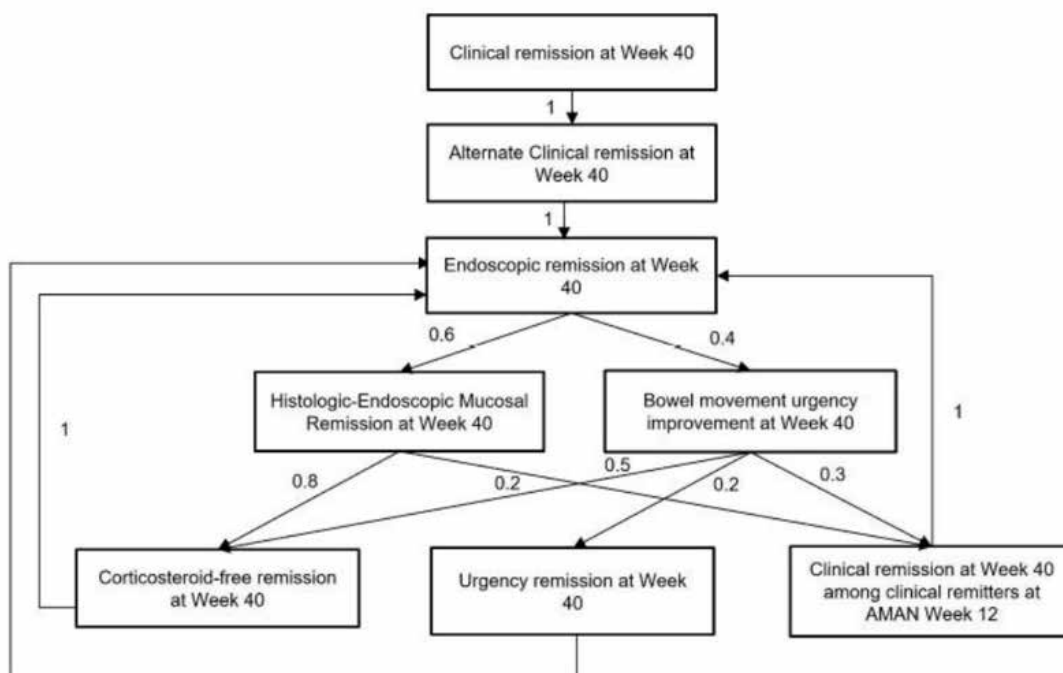 Clinical remission at Week 40
1
Alternate Clinical remission at
Week 40
1
Endoscopic remission at Week
40
0.6
0.4
Histologic-Endoscopic Mucosal
Remission at Week 40
Bowel movement urgency
improvement at Week 40
1
1
0.8
0.2
0.5
0.2
0.3
Corticosteroid-free remission
at Week 40
Urgency remission at Week
40
Clinical remission at Week 40
among clinical remitters at
AMAN Week 12